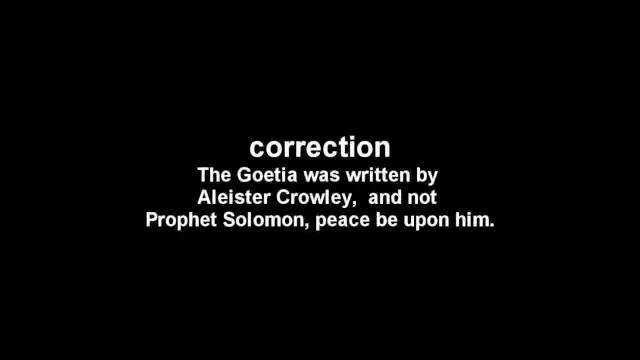 correction
The Goetia was written by
Aleister Crowley,  and not
Prophet Solomon, peace be upon him.